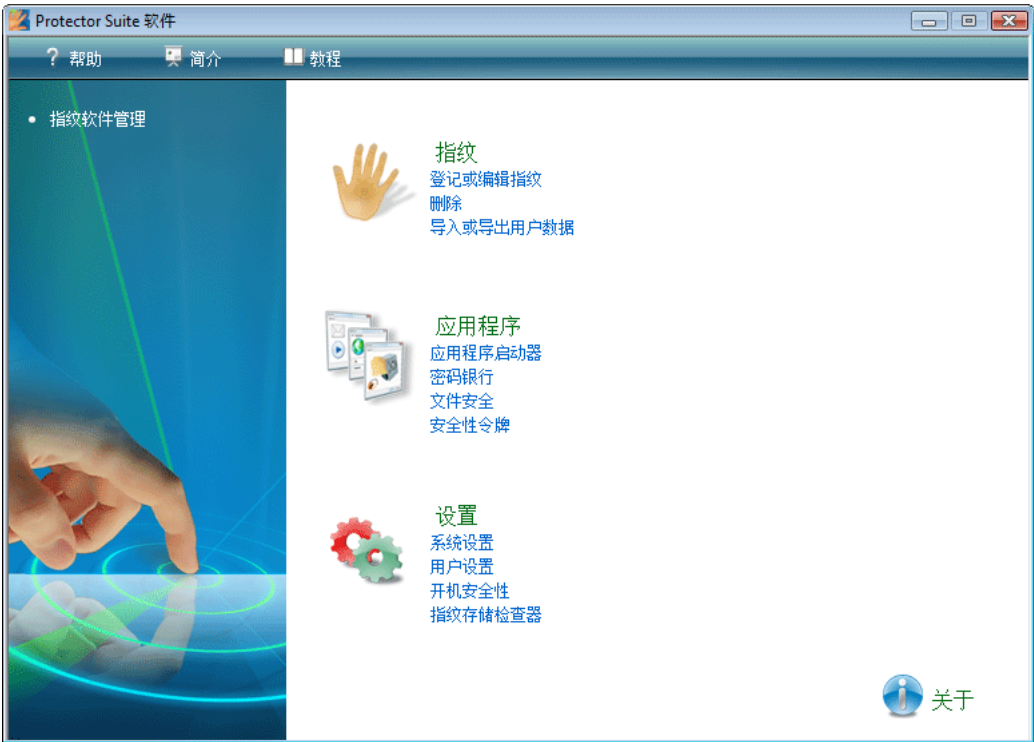 Protector Suite 软件
? 帮助 简介 教程
指纹软件管理
指纹
登记或编辑指纹
删除
导入或导出用户数据
应用程序
应用程序启动器
密码银行
文件安全
安全性令牌
设置
系统设置
用户设置
开机安全性
指纹存储检查器
关于